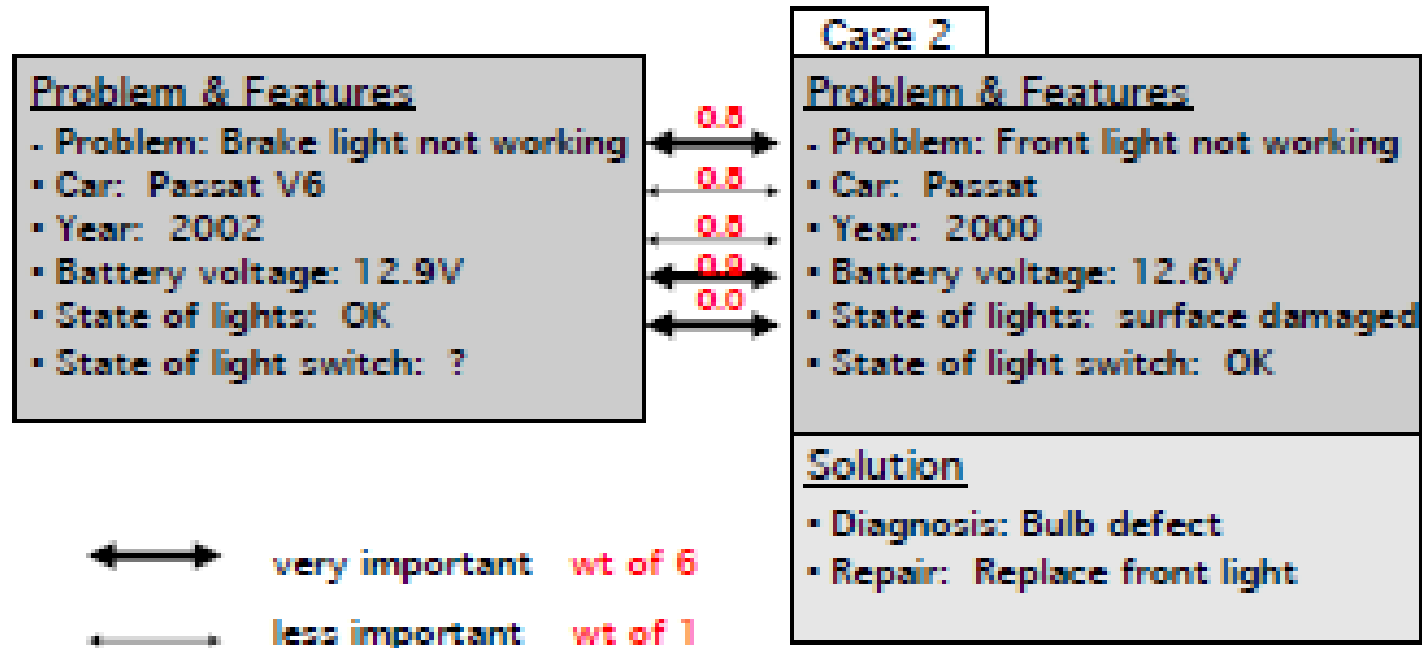 Case 2
Problem & Features
- Problem: Brake light not working
• Car: Passat V6
• Year: 2002
• Battery voltage: 12.9V
• State of lights: OK
• State of light switch: ?
0.8
0.8
0.8
0.9
0.0
Problem & Features
- Problem: Front light not working
• Car: Passat
• Year: 2000
• Battery voltage: 12.6V
• State of lights: surface damaged
• State of light switch: OK
Solution
• Diagnosis: Bulb defect
• Repair: Replace front light
very important wt of 6
less important wt of 1